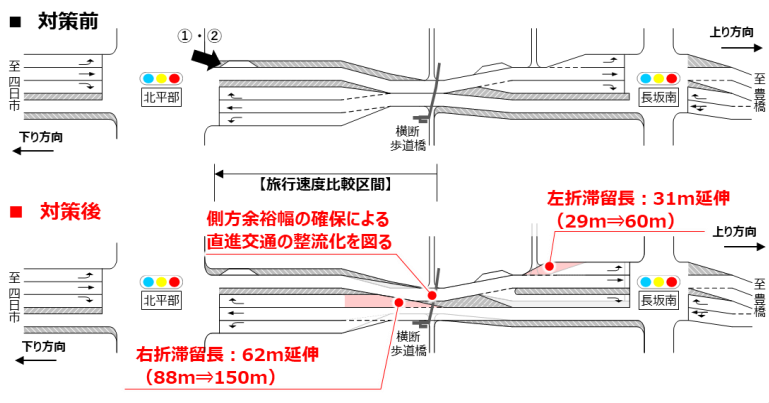 ■ 対策前
①・②
上り方向
至四日市
北平部
長坂南
至豊橋
下り方向
横断
歩道橋
【旅行速度比較区間】
■ 対策後
側方余裕幅の確保による
直進交通の整流化を図る
左折滞留長：31m延伸
（29m⇒60m）
上り方向
至四日市
北平部
長坂南
至豊橋
下り方向
横断
歩道橋
右折滞留長：62m延伸
（88m⇒150m）